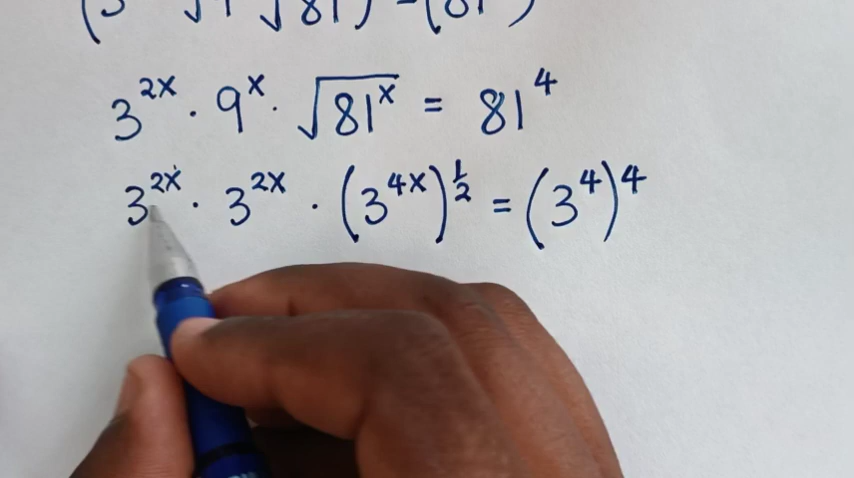 3^{2x} · 9^x · √(81^x) = 81^4
3^{2x} · 3^{2x} · (3^{4x})^{1/2} = (3^4)^4